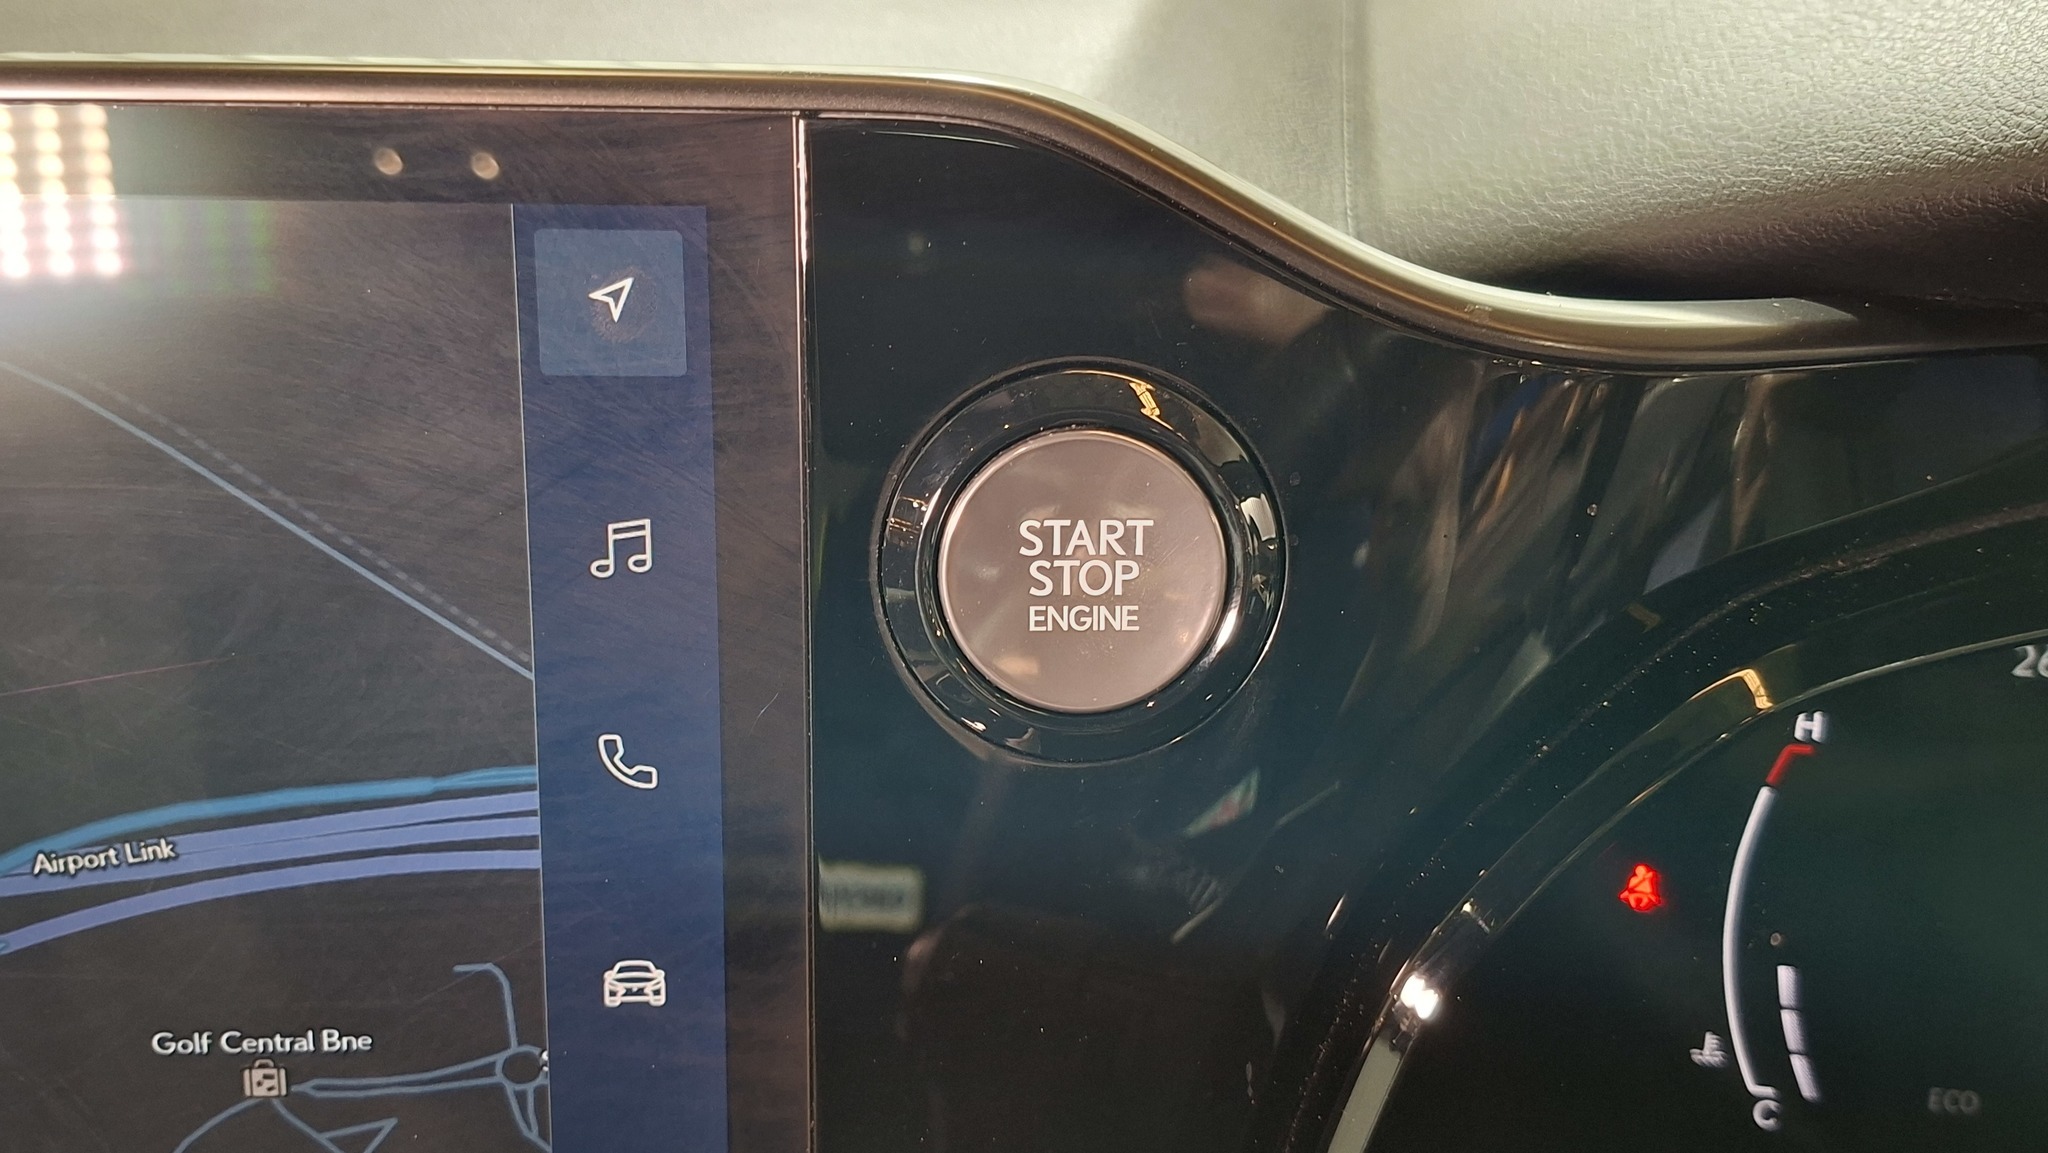 START
STOP
ENGINE
H
Airport Link
Golf Central Bne
C
ECO